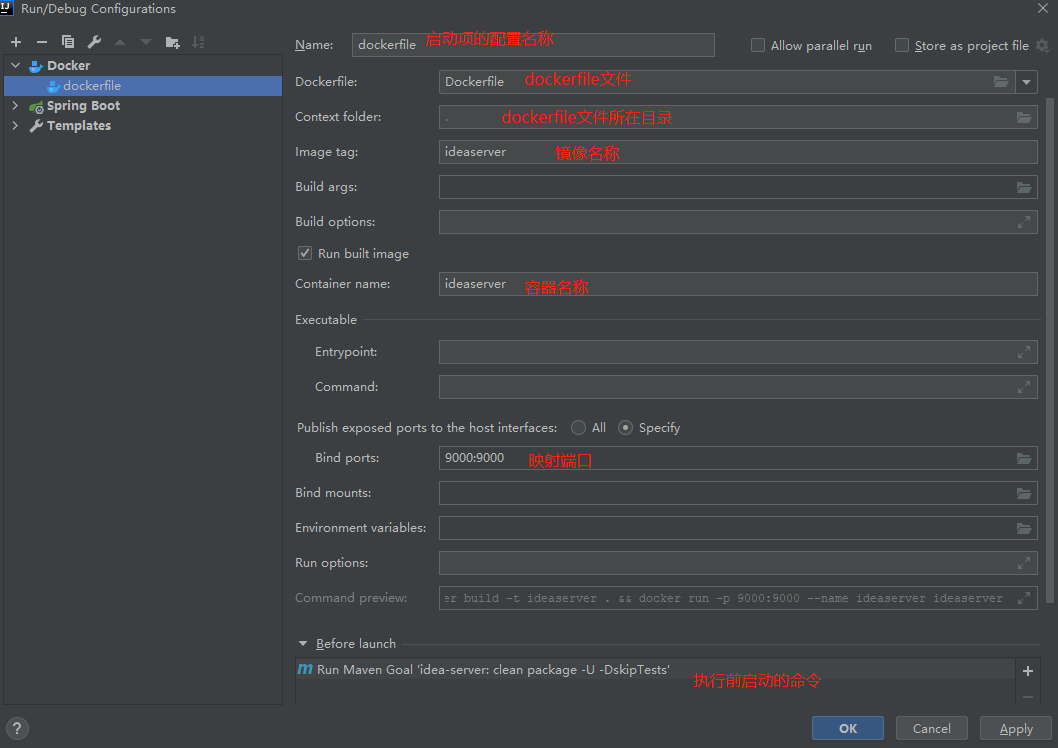 Run/Debug Configurations
Name: dockerfile 启动项的配置名称 Allow parallel run Store as project file
Docker
dockerfile
Spring Boot
Templates
Dockerfile: Dockerfile dockerfile文件
Context folder: . dockerfile文件所在目录
Image tag: ideaserver 镜像名称
Build args:
Build options:
Run built image
Container name: ideaserver 容器名称
Executable
Entrypoint:
Command:
Publish exposed ports to the host interfaces: All Specify
Bind ports: 9000:9000 映射端口
Bind mounts:
Environment variables:
Run options:
Command preview: er build -t ideaserver . && docker run -p 9000:9000 --name ideaserver ideaserver
Before launch
m Run Maven Goal 'idea-server: clean package -U -DskipTests' 执行前启动的命令
? OK Cancel Apply